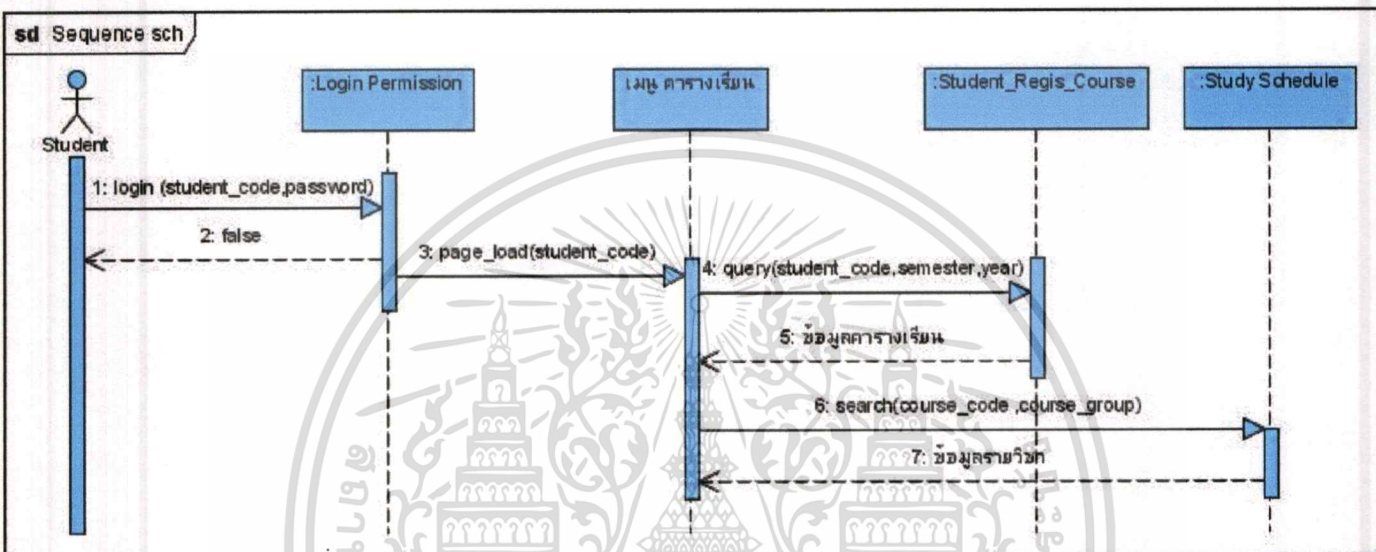 sd Sequence sch
Student
:Login Permission
เมนู ตารางเรียน
:Student_Regis_Course
:Study Schedule
1: login (student_code,password)
2: false
3: page_load(student_code)
4: query(student_code,semester,year)
5: ข้อมูลตารางเรียน
6: search(course_code ,course_group)
7: ข้อมูลรายวิชา